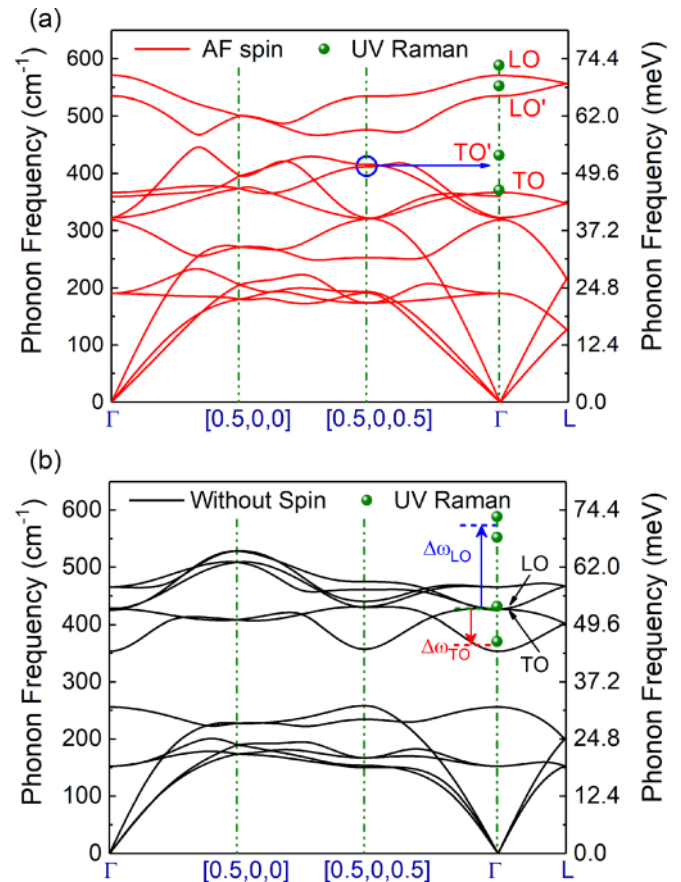 (a)
AF spin UV Raman
600 74.4
LO
500 62.0
LO'
400 49.6
TO'
TO
300 37.2
200 24.8
100 12.4
0 0.0
Phonon Frequency (cm⁻¹)
Phonon Frequency (meV)
Γ [0.5,0,0] [0.5,0,0.5] Γ L
(b)
Without Spin UV Raman
600 74.4
Δω_LO
500 62.0
LO
400 49.6
Δω_TO
TO
300 37.2
200 24.8
100 12.4
0 0.0
Phonon Frequency (cm⁻¹)
Phonon Frequency (meV)
Γ [0.5,0,0] [0.5,0,0.5] Γ L